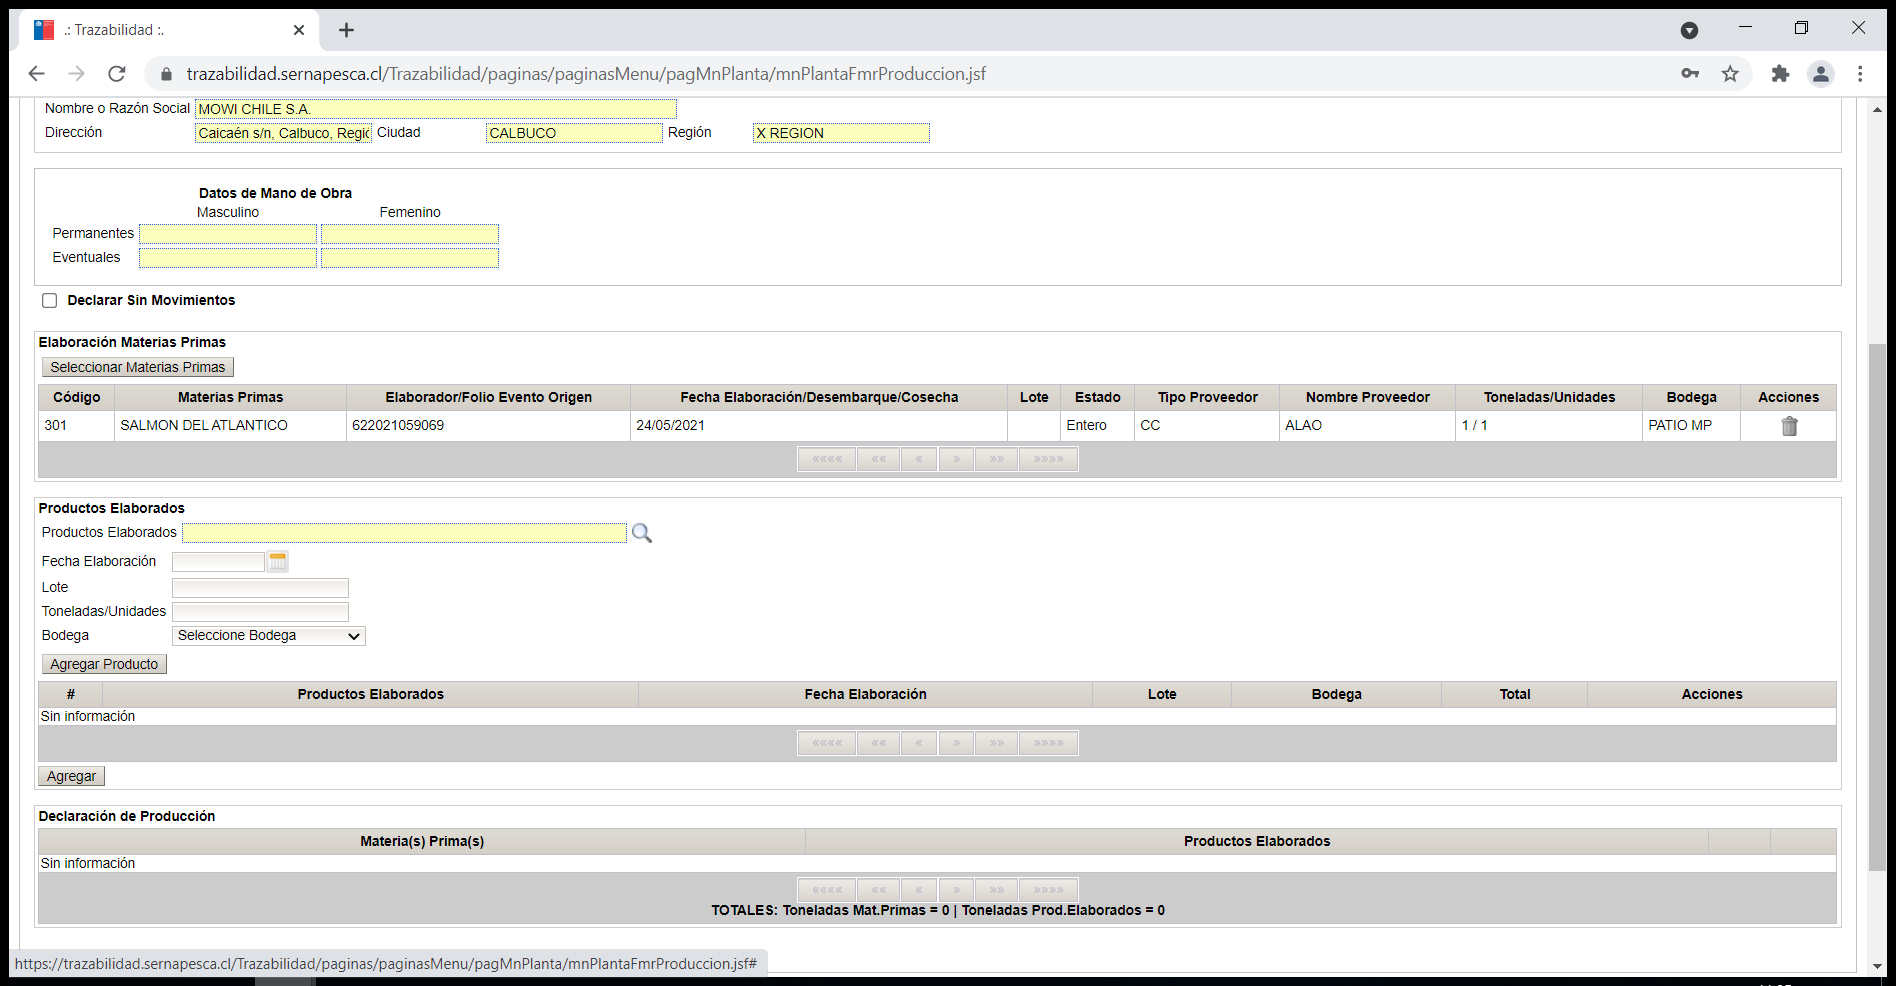 .: Trazabilidad :.
trazabilidad.sernapesca.cl/Trazabilidad/paginas/paginasMenu/pagMnPlanta/mnPlantaFmrProduccion.jsf
Nombre o Razón Social MOWI CHILE S.A.
Dirección Caicaén s/n, Calbuco, Regi Ciudad CALBUCO Región X REGION
Datos de Mano de Obra
Masculino Femenino
Permanentes
Eventuales
Declarar Sin Movimientos
Elaboración Materias Primas
Seleccionar Materias Primas
Código Materias Primas Elaborador/Folio Evento Origen Fecha Elaboración/Desembarque/Cosecha Lote Estado Tipo Proveedor Nombre Proveedor Toneladas/Unidades Bodega Acciones
301 SALMON DEL ATLANTICO 622021059069 24/05/2021 Entero CC ALAO 1 / 1 PATIO MP
«««« «« « » »» »»»»
Productos Elaborados
Productos Elaborados
Fecha Elaboración
Lote
Toneladas/Unidades
Bodega Seleccione Bodega
Agregar Producto
# Productos Elaborados Fecha Elaboración Lote Bodega Total Acciones
Sin información
«««« «« « » »» »»»»
Agregar
Declaración de Producción
Materia(s) Prima(s) Productos Elaborados
Sin información
«««« «« « » »» »»»»
TOTALES: Toneladas Mat.Primas = 0 | Toneladas Prod.Elaborados = 0
https://trazabilidad.sernapesca.cl/Trazabilidad/paginas/paginasMenu/pagMnPlanta/mnPlantaFmrProduccion.jsf#